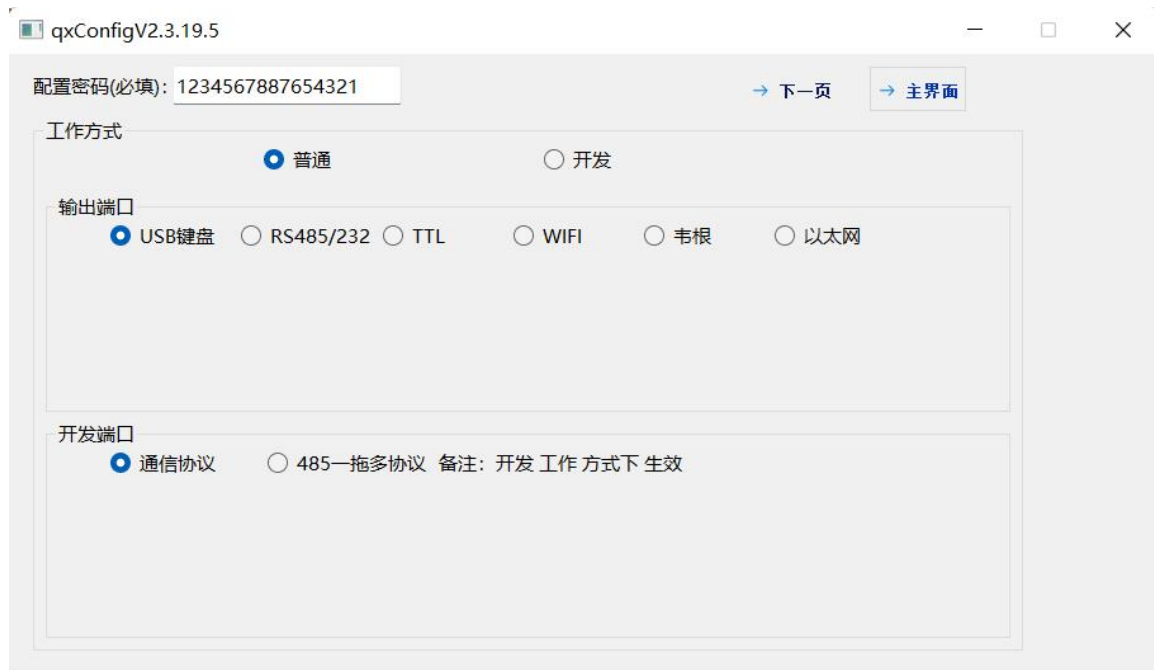 qxConfigV2.3.19.5
配置密码(必填)： 1234567887654321 下一页 主界面
工作方式
普通 开发
输出端口
USB键盘 RS485/232 TTL WIFI 韦根 以太网
开发端口
通信协议 485一拖多协议 备注：开发 工作 方式下 生效